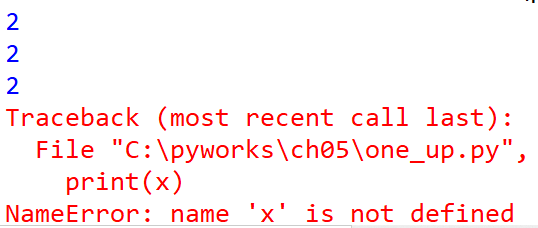 2
2
2
Traceback (most recent call last):
  File "C:\pyworks\ch05\one_up.py",
    print(x)
NameError: name 'x' is not defined